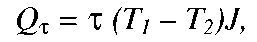 Qτ = τ (T1 – T2)J,